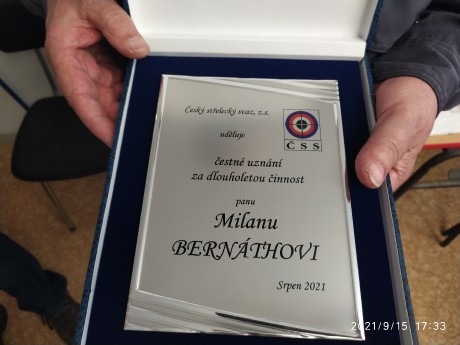 Český střelecký svaz, z.s.
uděluje
ČSS
čestné uznání
za dlouholetou činnost
panu
Milanu
BERNÁTHOVI
Srpen 2021
2021/9/15 17:33